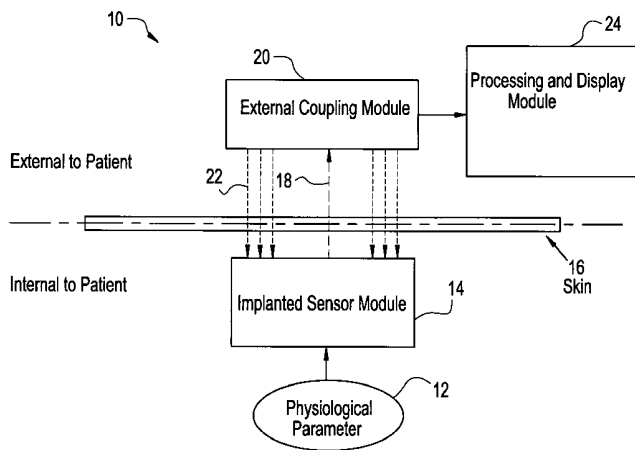 10
20
24
External Coupling Module
Processing and Display
Module
External to Patient
22
18
16
Skin
Internal to Patient
Implanted Sensor Module
14
12
Physiological
Parameter